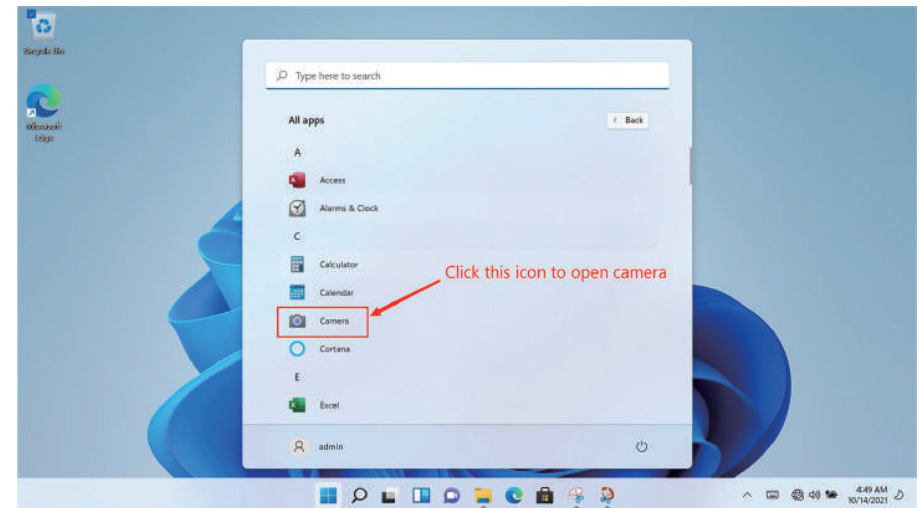 Recycle Bin
Microsoft
Edge
Type here to search
All apps
< Back
A
Access
Alarms & Clock
C
Calculator
Click this icon to open camera
Calendar
Camera
Cortana
E
Excel
admin
4:49 AM
10/14/2021